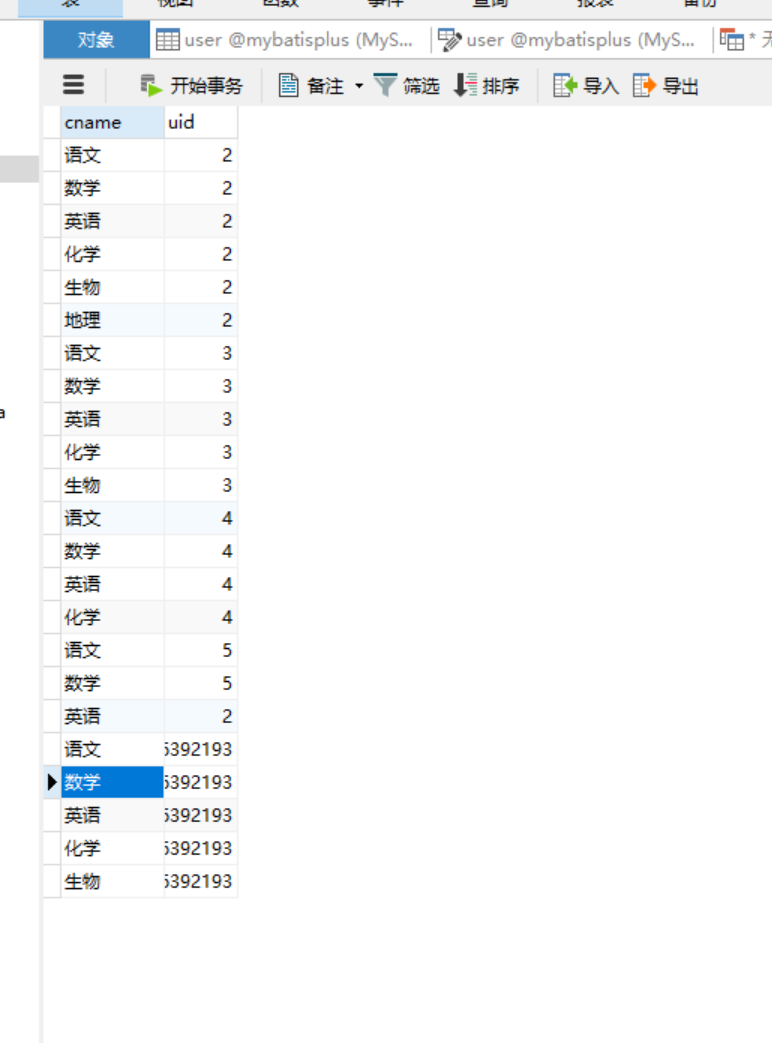 对象 user @mybatisplus (MyS... user @mybatisplus (MyS... *
开始事务 备注 筛选 排序 导入 导出
cname uid
语文 2
数学 2
英语 2
化学 2
生物 2
地理 2
语文 3
数学 3
英语 3
化学 3
生物 3
a
语文 4
数学 4
英语 4
化学 4
语文 5
数学 5
英语 2
语文 5392193
数学 5392193
英语 5392193
化学 5392193
生物 5392193